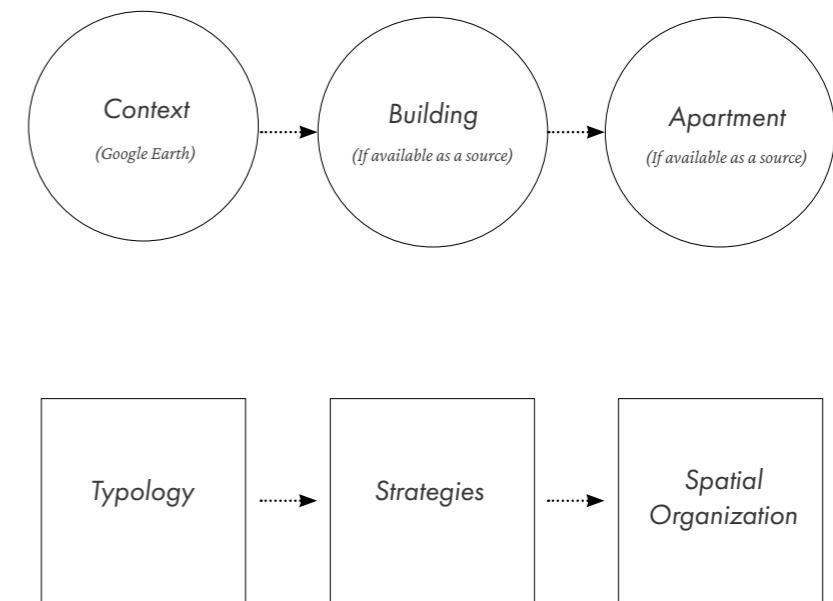 Context
(Google Earth)
Building
(If available as a source)
Apartment
(If available as a source)
Typology
Strategies
Spatial
Organization